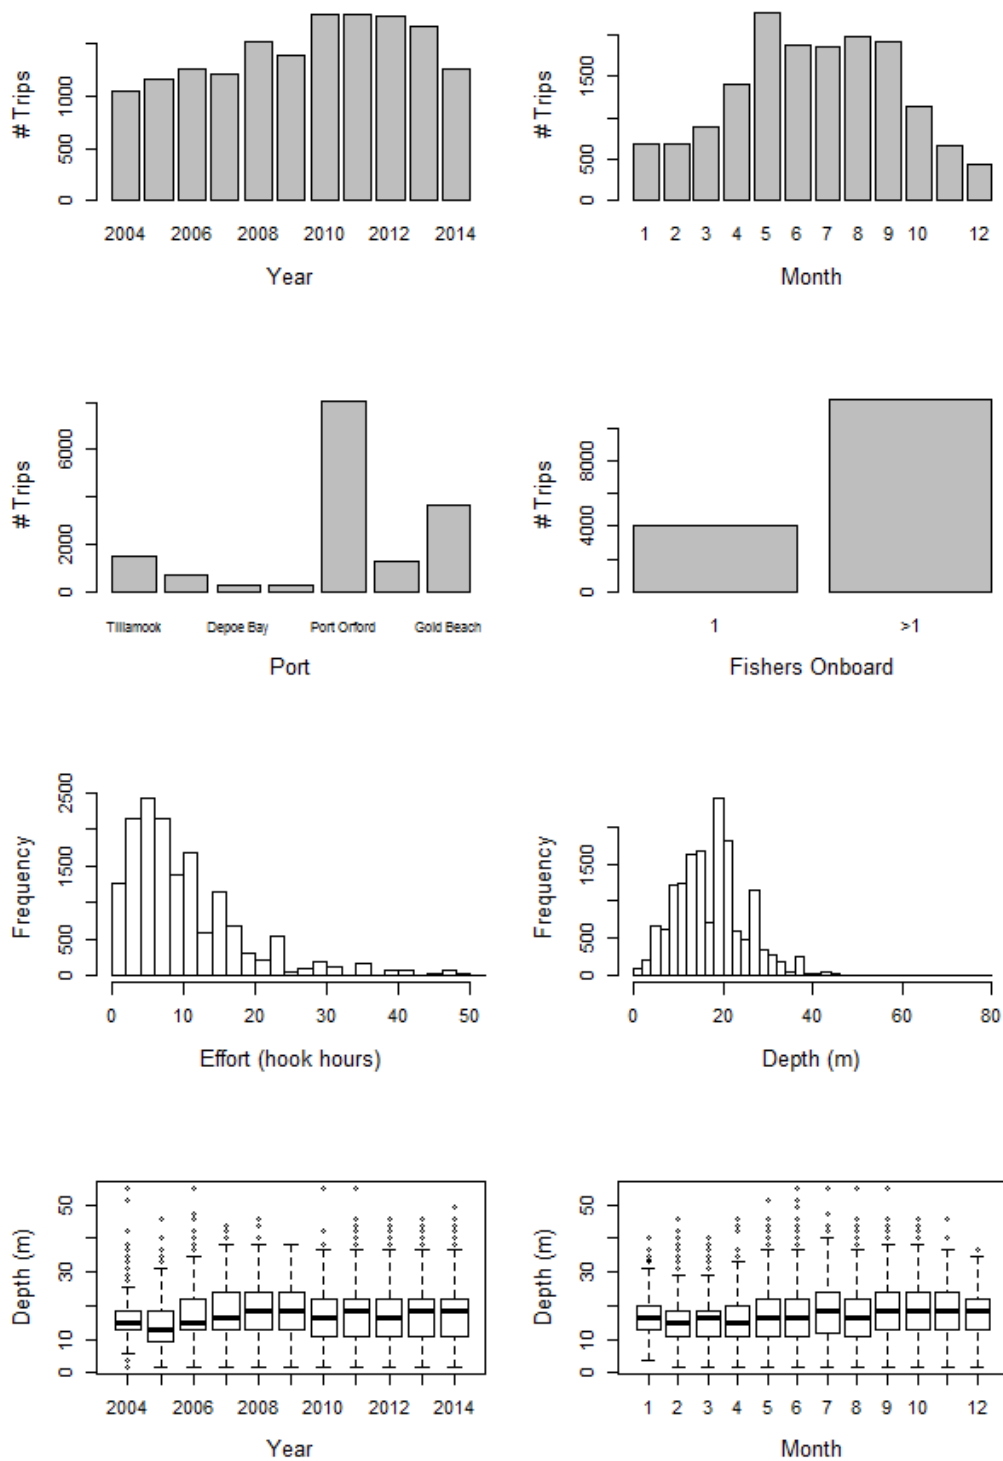 # Trips
0 500 1000
2004 2006 2008 2010 2012 2014
Year
# Trips
0 500 1500
1 2 3 4 5 6 7 8 9 10 12
Month
# Trips
0 2000 6000
Tillamook Depoe Bay Port Orford Gold Beach
Port
# Trips
0 4000 8000
1 >1
Fishers Onboard
Frequency
0 500 1500 2500
0 10 20 30 40 50
Effort (hook hours)
Frequency
0 500 1500
0 20 40 60 80
Depth (m)
Depth (m)
0 10 30 50
2004 2006 2008 2010 2012 2014
Year
Depth (m)
0 10 30 50
1 2 3 4 5 6 7 8 9 10 12
Month